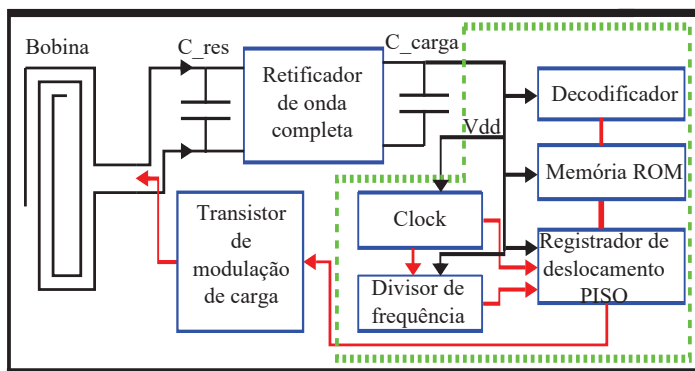 Bobina
C_res
C_carga
Retificador
de onda
completa
Vdd
Decodificador
Memória ROM
Registrador de
deslocamento
PISO
Clock
Divisor de
frequência
Transistor
de
modulação
de carga